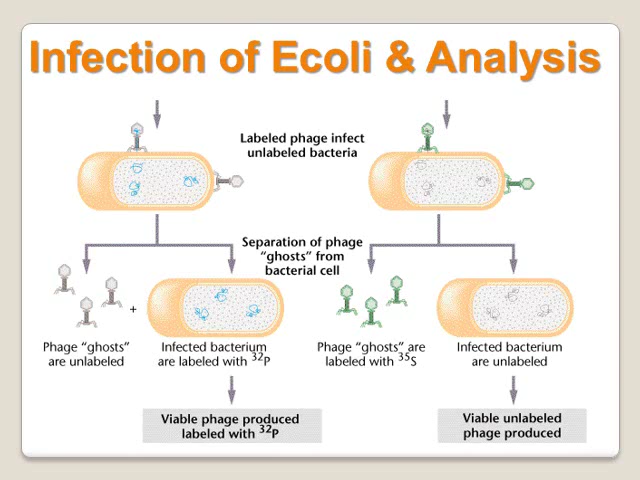 Infection of Ecoli & Analysis
Labeled phage infect
unlabeled bacteria
Separation of phage
“ghosts” from
bacterial cell
+
Phage “ghosts”
are unlabeled
Infected bacterium
are labeled with 32P
Phage “ghosts” are
labeled with 35S
Infected bacterium
are unlabeled
Viable phage produced
labeled with 32P
Viable unlabeled
phage produced